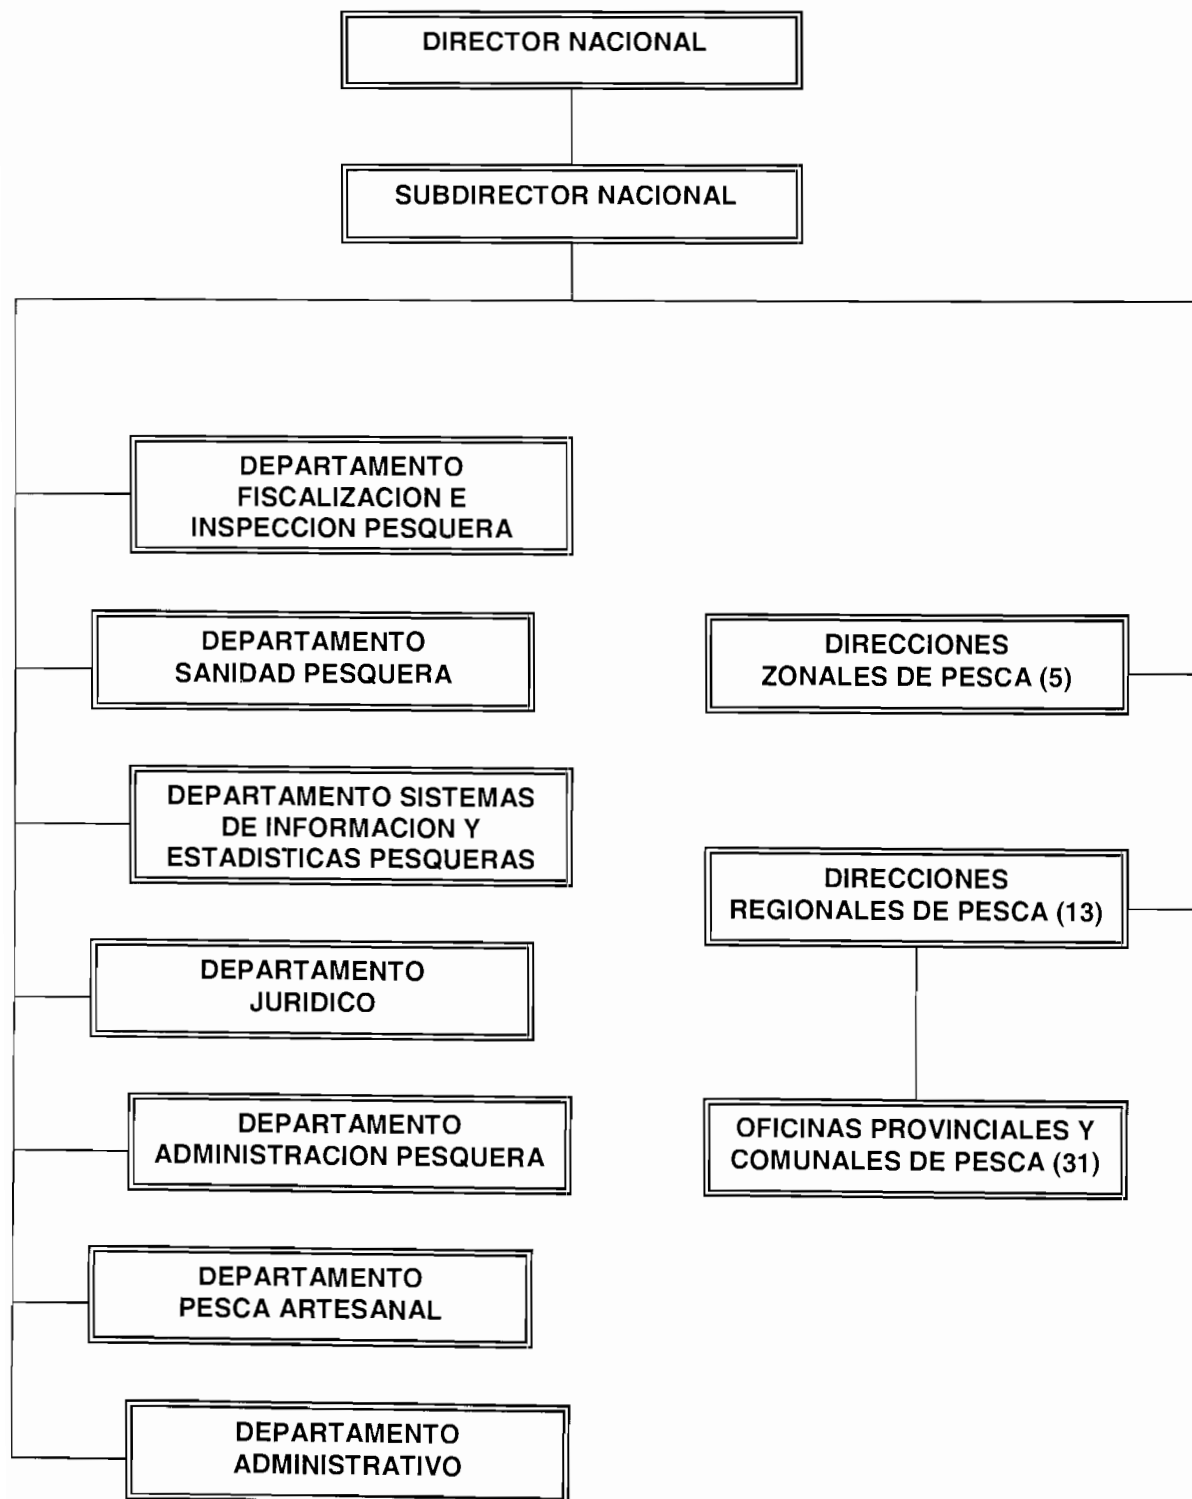 DIRECTOR NACIONAL
SUBDIRECTOR NACIONAL
DEPARTAMENTO
FISCALIZACION E
INSPECCION PESQUERA
DEPARTAMENTO
SANIDAD PESQUERA
DEPARTAMENTO SISTEMAS
DE INFORMACION Y
ESTADISTICAS PESQUERAS
DEPARTAMENTO
JURIDICO
DEPARTAMENTO
ADMINISTRACION PESQUERA
DEPARTAMENTO
PESCA ARTESANAL
DEPARTAMENTO
ADMINISTRATIVO
DIRECCIONES
ZONALES DE PESCA (5)
DIRECCIONES
REGIONALES DE PESCA (13)
OFICINAS PROVINCIALES Y
COMUNALES DE PESCA (31)